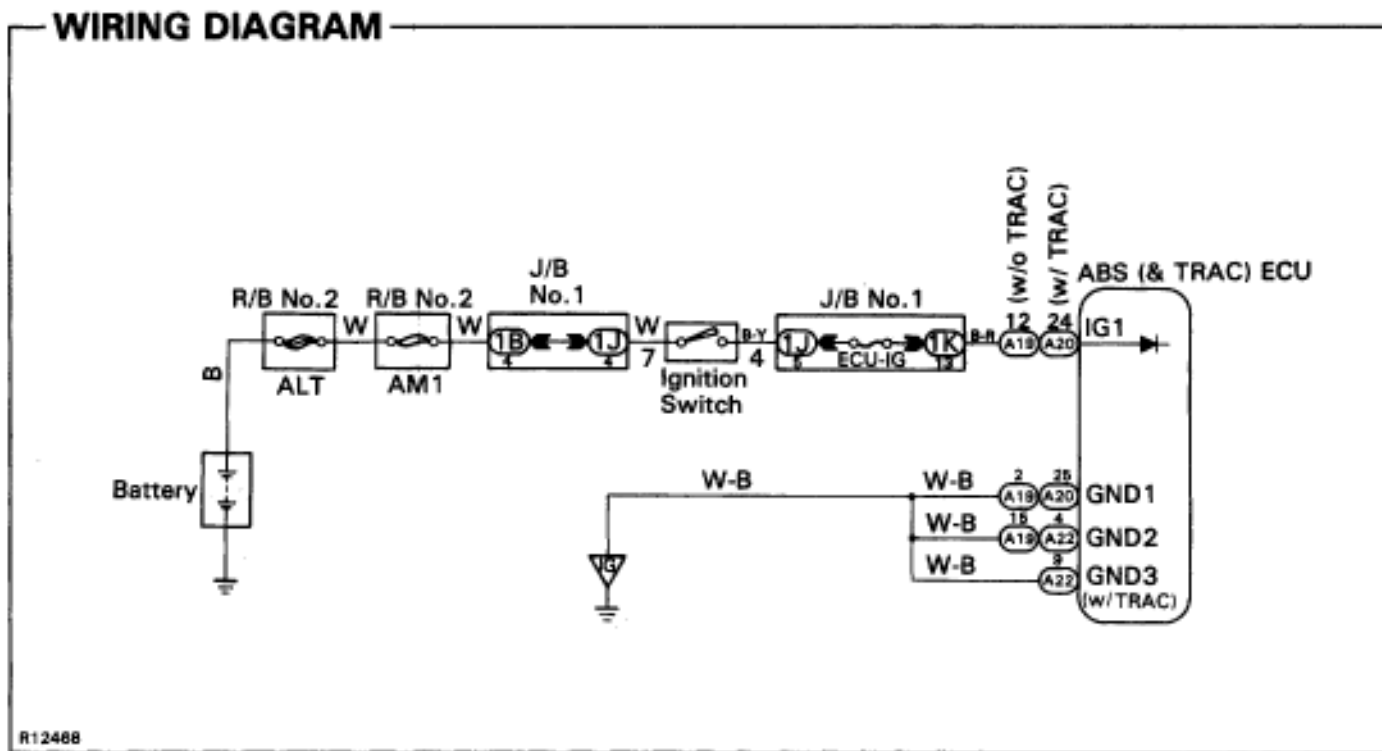 WIRING DIAGRAM
(w/o TRAC)
(w/ TRAC)
J/B
No.1
ABS (& TRAC) ECU
R/B No.2
R/B No.2
J/B No.1
12
24
W
W
1B
1J
W
B-Y
1J
1K
B-R
A19
A20
IG1
4
4
7
4
5
ECU-IG
13
ALT
AM1
Ignition
Switch
B
Battery
W-B
W-B
2
25
A19
A20
GND1
W-B
15
4
A19
A22
GND2
W-B
9
A22
GND3
(w/TRAC)
IG
R12468